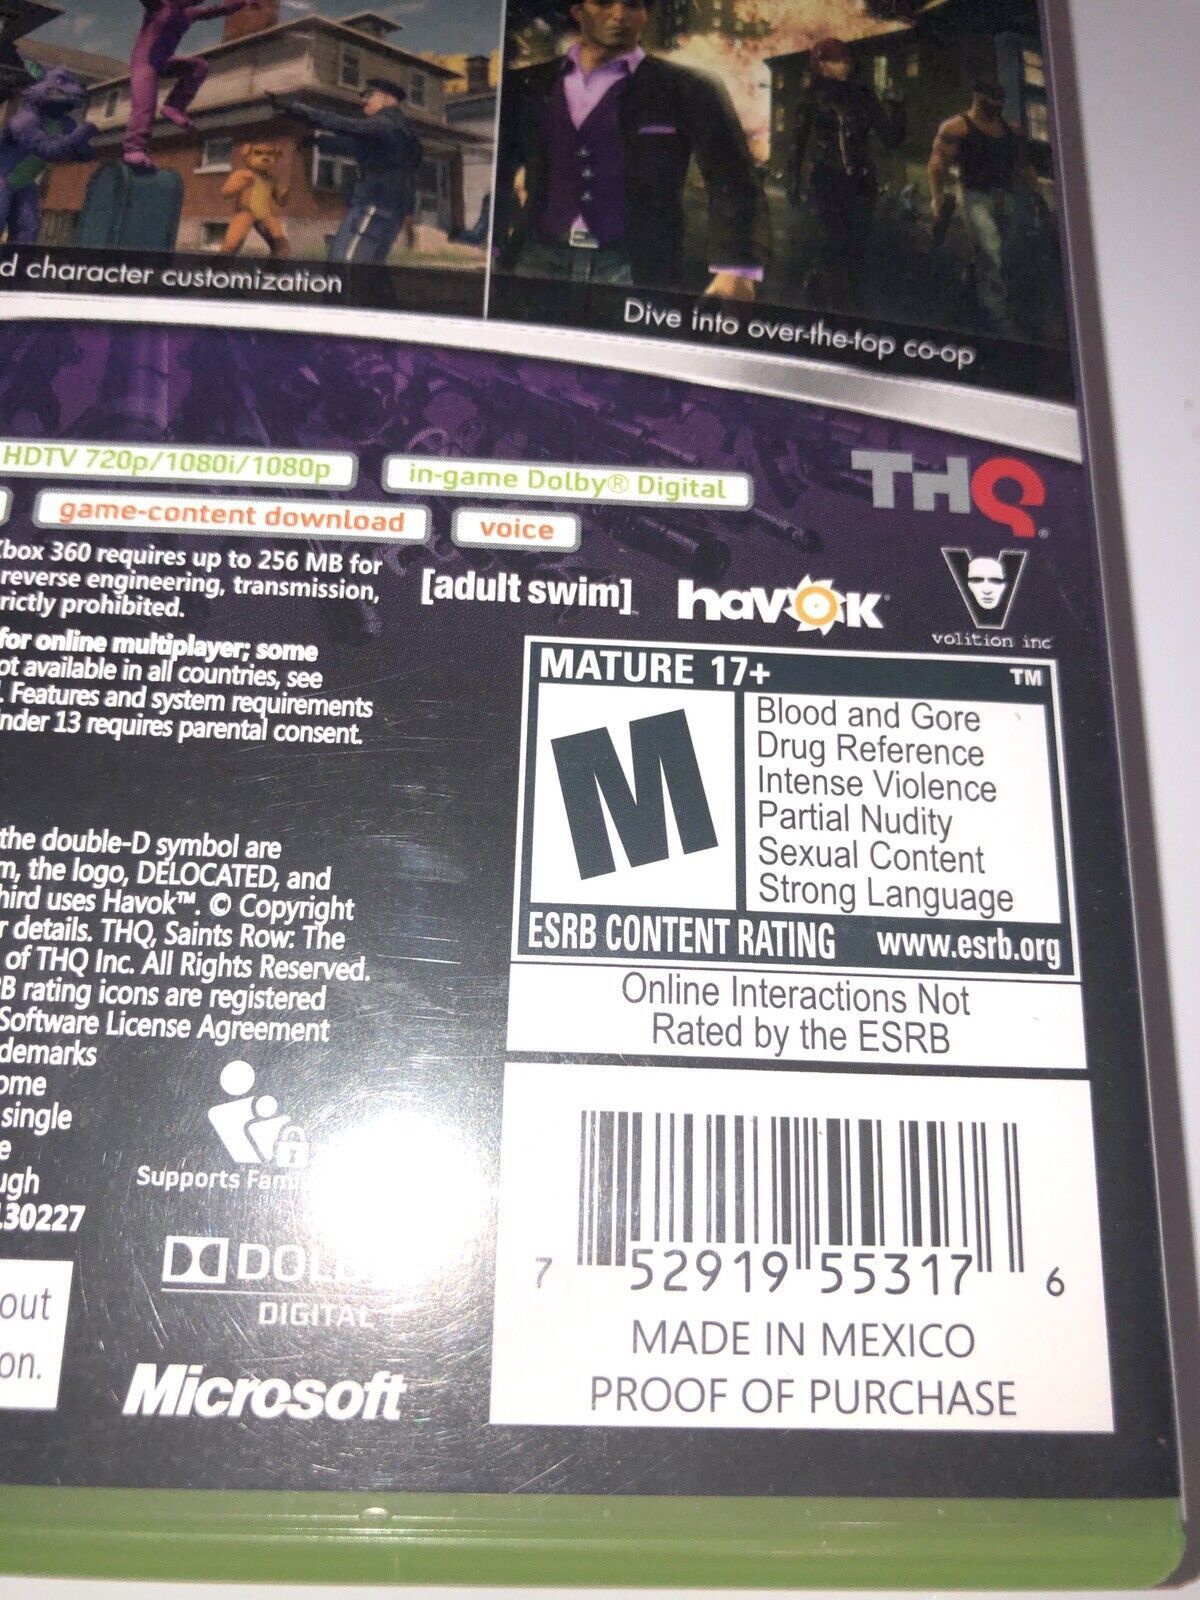 d character customization
Dive into over-the-top co-op
HDTV 720p/1080i/1080p
in-game Dolby® Digital
THQ®
game-content download
voice
box 360 requires up to 256 MB for
reverse engineering, transmission,
rictly prohibited.
[adult swim]™
havok™
volition inc
for online multiplayer; some
ot available in all countries, see
. Features and system requirements
nder 13 requires parental consent.
MATURE 17+ ™
M
Blood and Gore
Drug Reference
Intense Violence
Partial Nudity
Sexual Content
Strong Language
ESRB CONTENT RATING www.esrb.org
Online Interactions Not
Rated by the ESRB
the double-D symbol are
m, the logo, DELOCATED, and
hird uses Havok™. © Copyright
r details. THQ, Saints Row: The
of THQ Inc. All Rights Reserved.
B rating icons are registered
Software License Agreement
demarks
ome
single
e
ugh
130227
Supports Fam
DOL
DIGITAL
out
on.
Microsoft
7 52919 55317 6
MADE IN MEXICO
PROOF OF PURCHASE